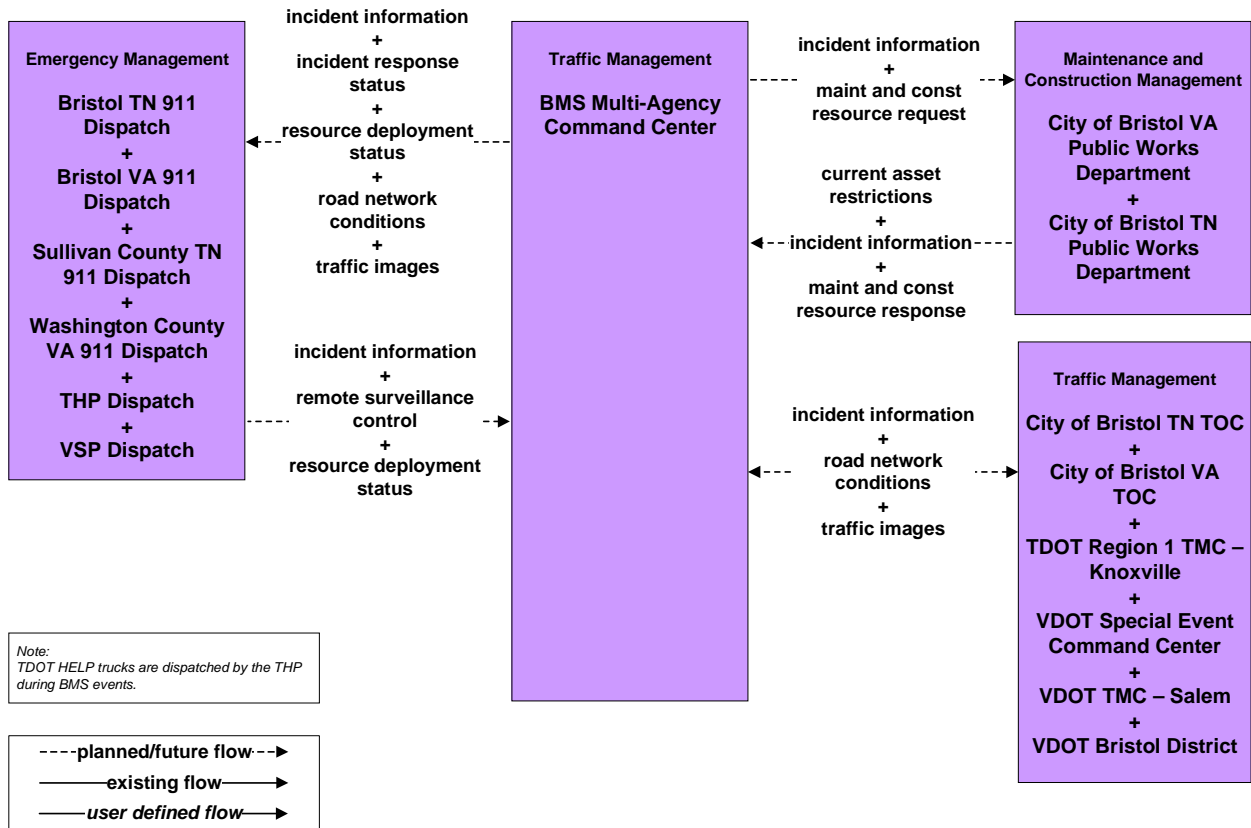 Emergency Management
Bristol TN 911
Dispatch
+
Bristol VA 911
Dispatch
+
Sullivan County TN
911 Dispatch
+
Washington County
VA 911 Dispatch
+
THP Dispatch
+
VSP Dispatch
incident information
+
incident response
status
+
resource deployment
status
+
road network
conditions
+
traffic images
incident information
+
remote surveillance
control
+
resource deployment
status
Traffic Management
BMS Multi-Agency
Command Center
incident information
+
maint and const
resource request
current asset
restrictions
+
incident information
+
maint and const
resource response
incident information
+
road network
conditions
+
traffic images
Maintenance and
Construction Management
City of Bristol VA
Public Works
Department
+
City of Bristol TN
Public Works
Department
Traffic Management
City of Bristol TN TOC
+
City of Bristol VA
TOC
+
TDOT Region 1 TMC –
Knoxville
+
VDOT Special Event
Command Center
+
VDOT TMC – Salem
+
VDOT Bristol District
Note:
TDOT HELP trucks are dispatched by the THP
during BMS events.
planned/future flow
existing flow
user defined flow